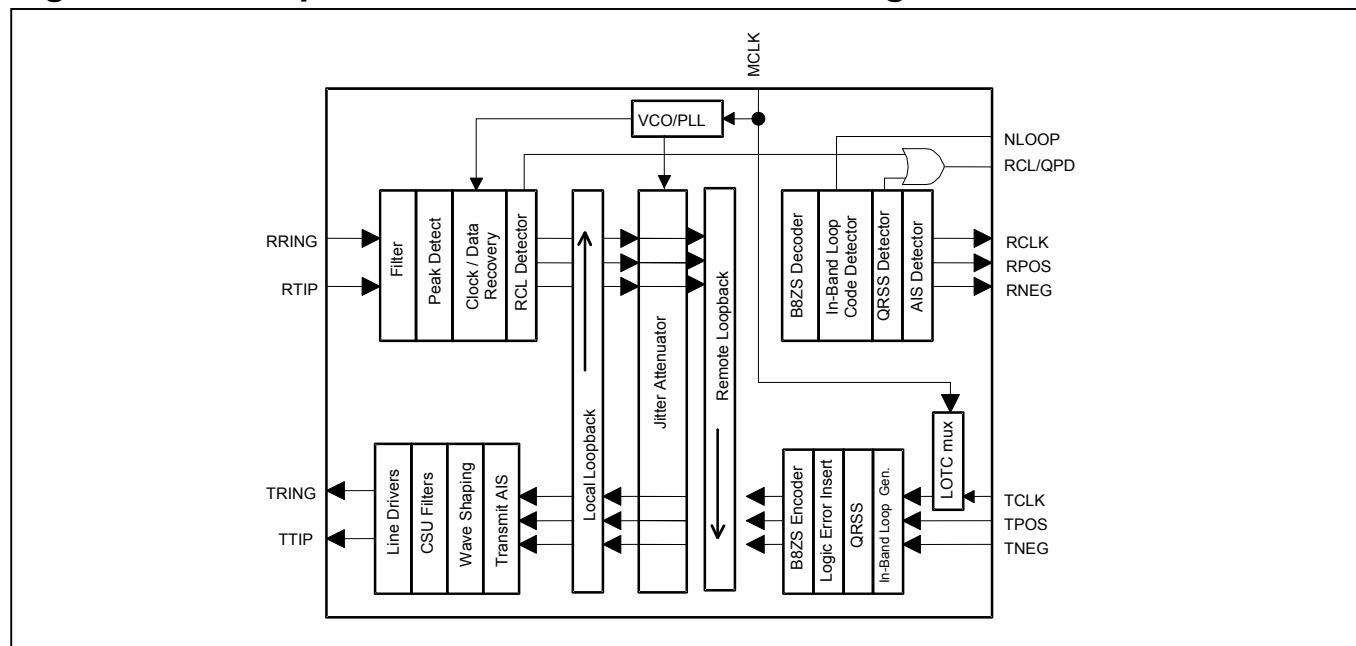 MCLK
VCO/PLL
NLOOP
RCL/QPD
RRING
RTIP
Filter
Peak Detect
Clock / Data
Recovery
RCL Detector
B8ZS Decoder
In-Band Loop
Code Detector
QRSS Detector
AIS Detector
RCLK
RPOS
RNEG
Local Loopback
Jitter Attenuator
Remote Loopback
LOTC mux
TRING
TTIP
Line Drivers
CSU Filters
Wave Shaping
Transmit AIS
B8ZS Encoder
Logic Error Insert
QRSS
In-Band Loop Gen.
TCLK
TPOS
TNEG